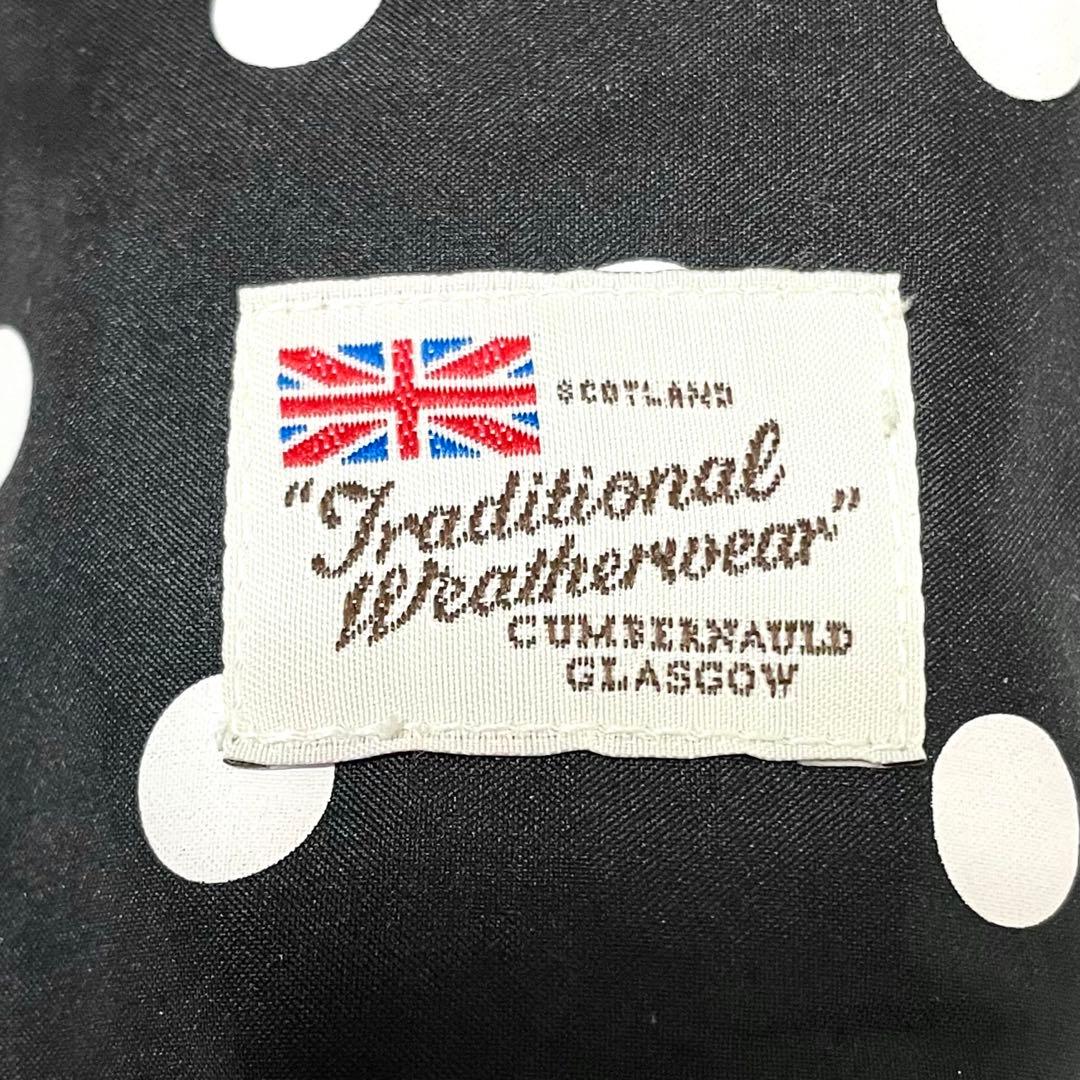 SCOTLAND
"Traditional
Weatherwear"
CUMBERNAULD
GLASGOW